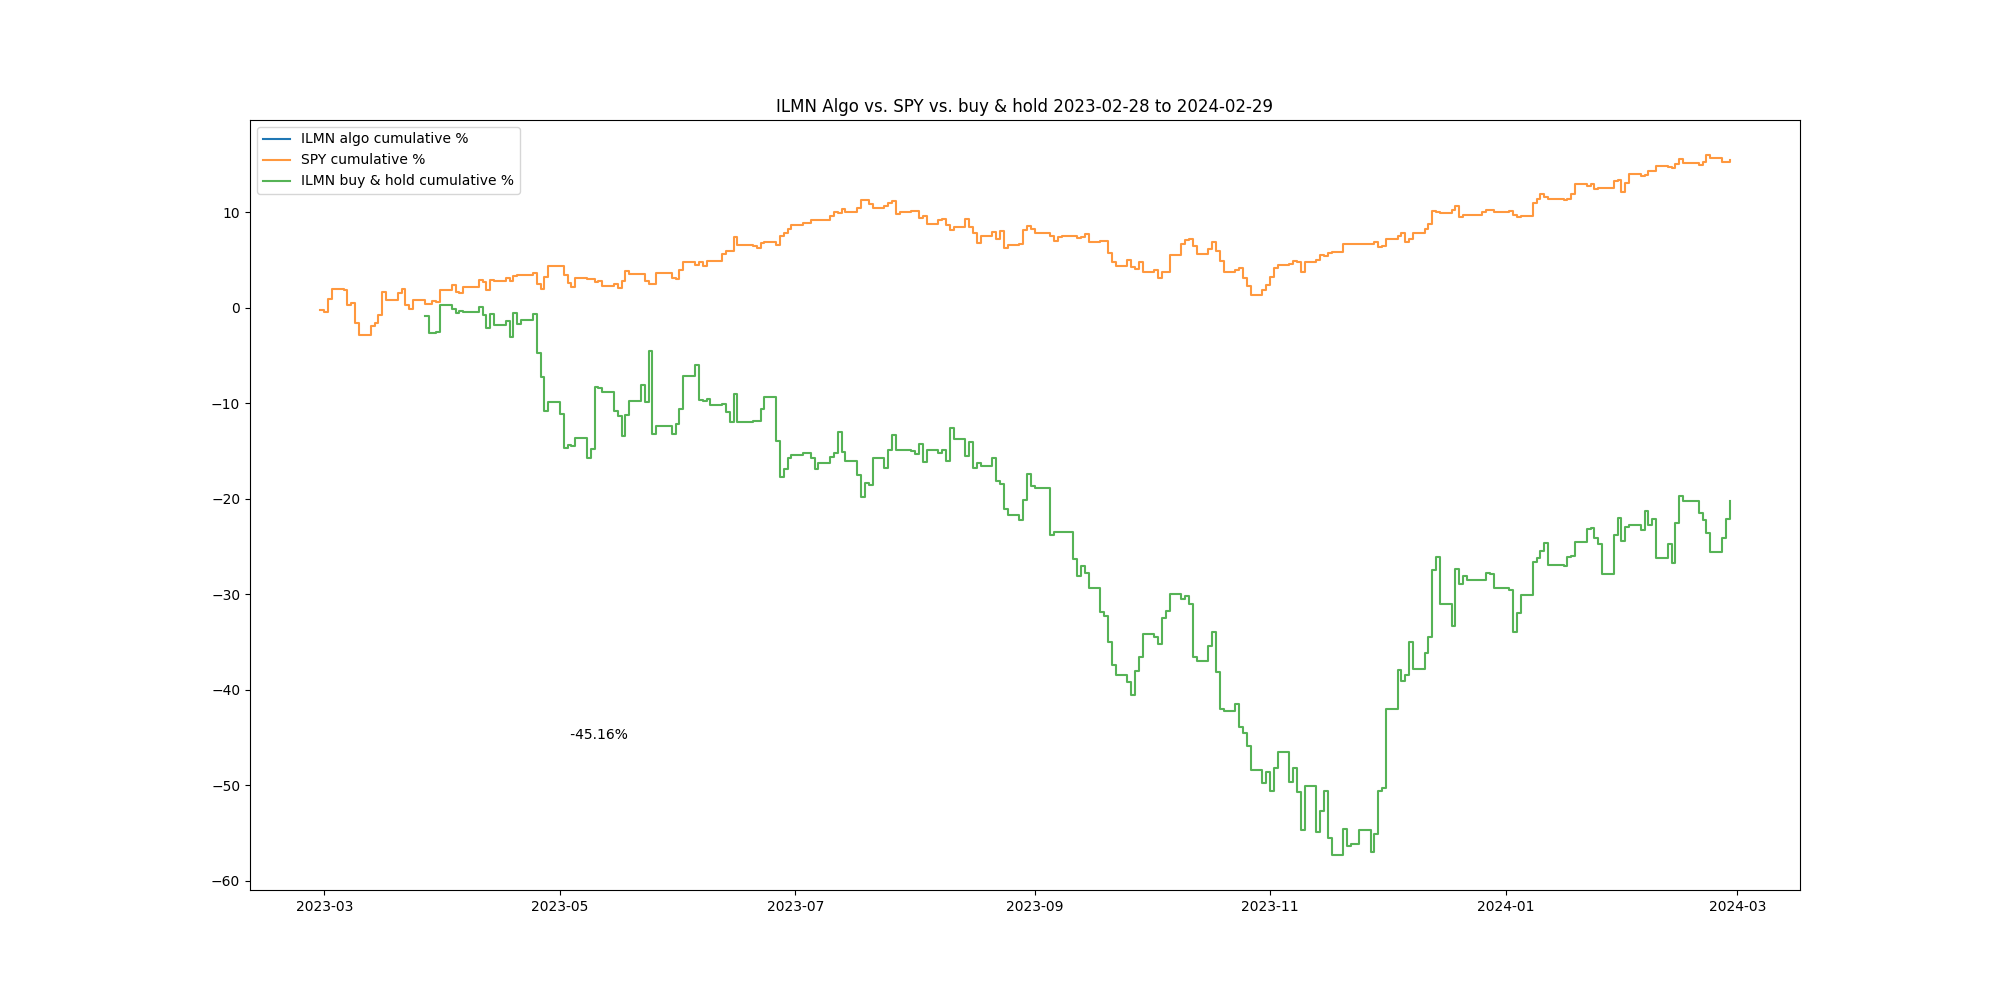 ILMN Algo vs. SPY vs. buy & hold 2023-02-28 to 2024-02-29
ILMN algo cumulative %
SPY cumulative %
ILMN buy & hold cumulative %
10
0
−10
−20
−30
−40
-45.16%
−50
−60
2023-03 2023-05 2023-07 2023-09 2023-11 2024-01 2024-03